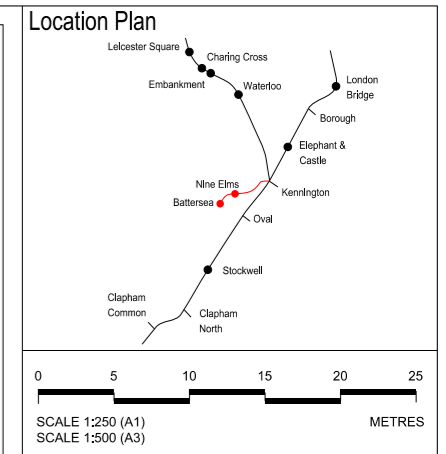 Location Plan
Leicester Square
Charing Cross
Embankment
Waterloo
London
Bridge
Borough
Elephant &
Castle
Nine Elms
Kennington
Battersea
Oval
Stockwell
Clapham
Common
Clapham
North
0 5 10 15 20 25
SCALE 1:250 (A1) METRES
SCALE 1:500 (A3)